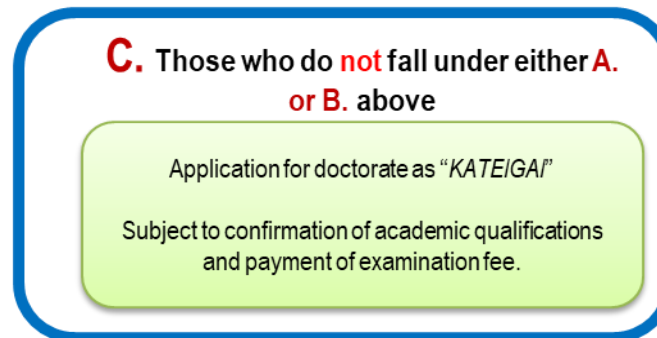 C. Those who do not fall under either A.
or B. above
Application for doctorate as “KATEIGAI”
Subject to confirmation of academic qualifications
and payment of examination fee.